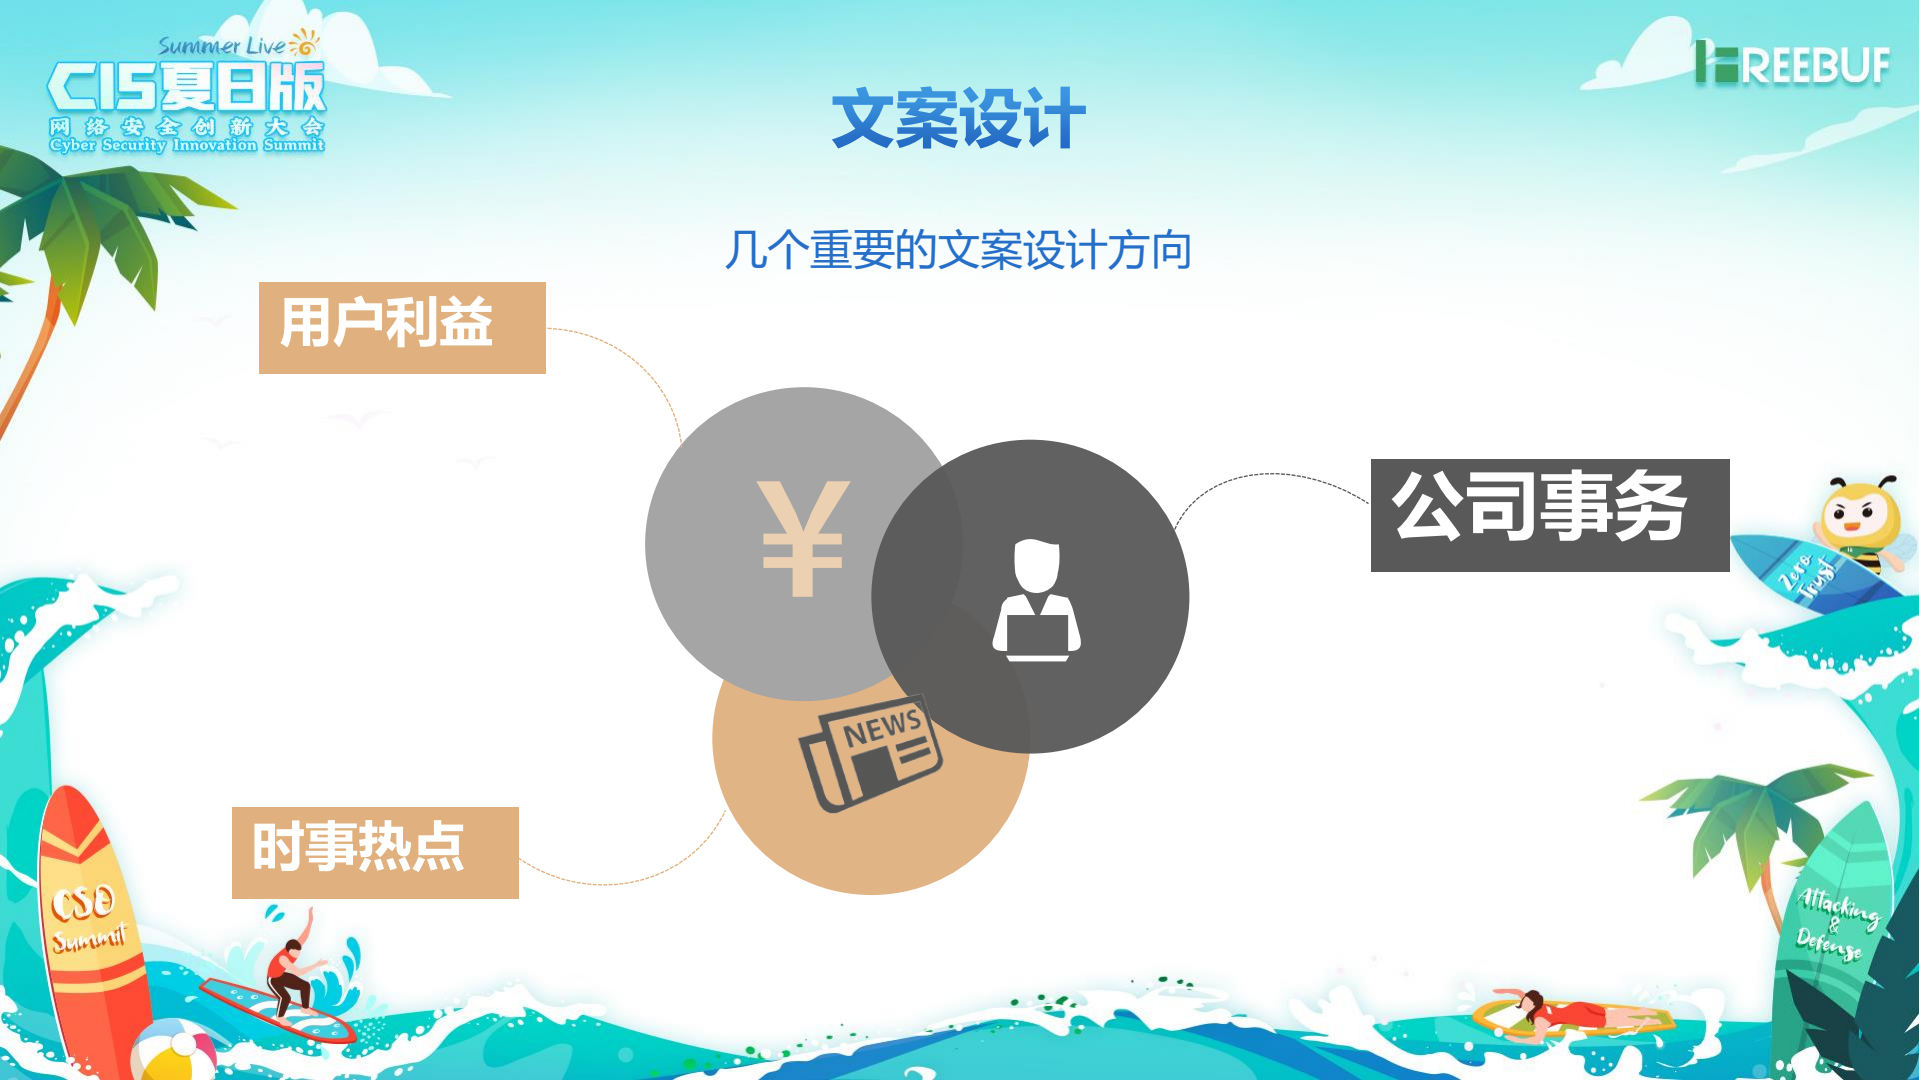 Summer Live
CIS夏日版
网络安全创新大会
Cyber Security Innovation Summit
FREEBUF
文案设计
几个重要的文案设计方向
用户利益
¥
公司事务
NEWS
时事热点
Zero
Trust
CSO
Summit
Attacking
&
Defense